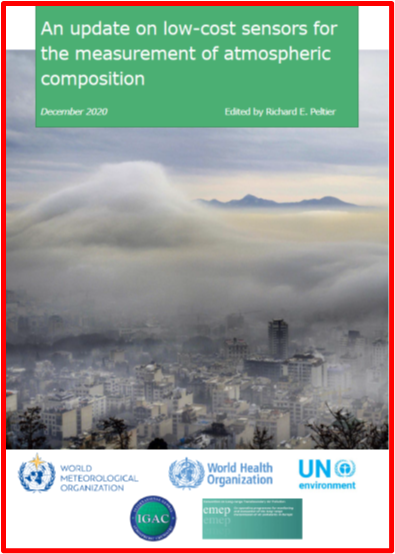 An update on low-cost sensors for
the measurement of atmospheric
composition
December 2020 Edited by Richard E. Peltier
WORLD
METEOROLOGICAL
ORGANIZATION
World Health
Organization
UN
environment
IGAC
emep
emep